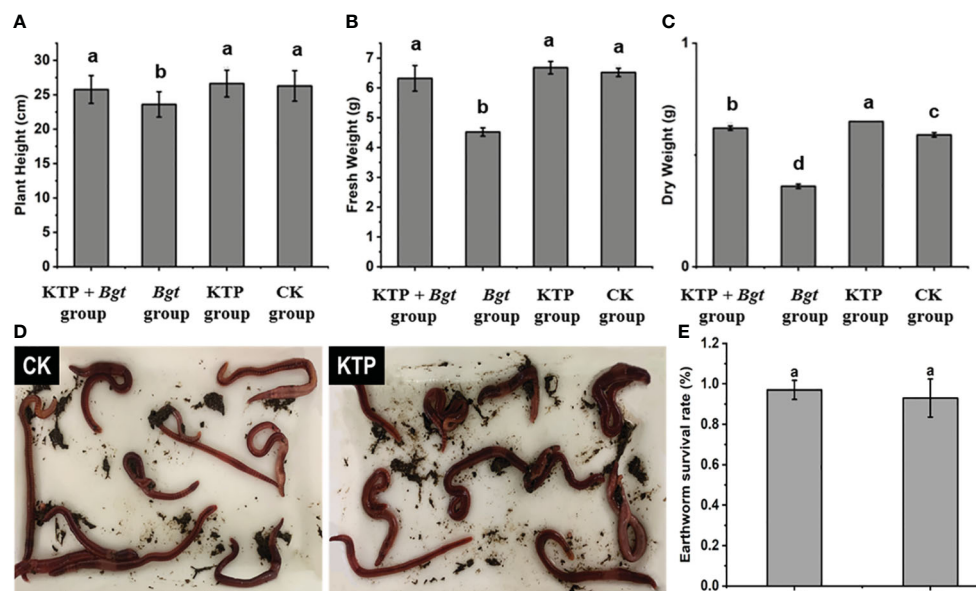 A
Plant Height (cm)
30
25
20
15
10
5
0
a
b
a
a
KTP + Bgt
group
Bgt
group
KTP
group
CK
group
B
Fresh Weight (g)
7
6
5
4
3
2
1
0
a
b
a
a
KTP + Bgt
group
Bgt
group
KTP
group
CK
group
C
Dry Weight (g)
1
0
b
d
a
c
KTP + Bgt
group
Bgt
group
KTP
group
CK
group
D
CK
KTP
E
Earthworm survival rate (%)
1.2
1.0
0.8
0.6
0.4
0.2
0.0
a
a